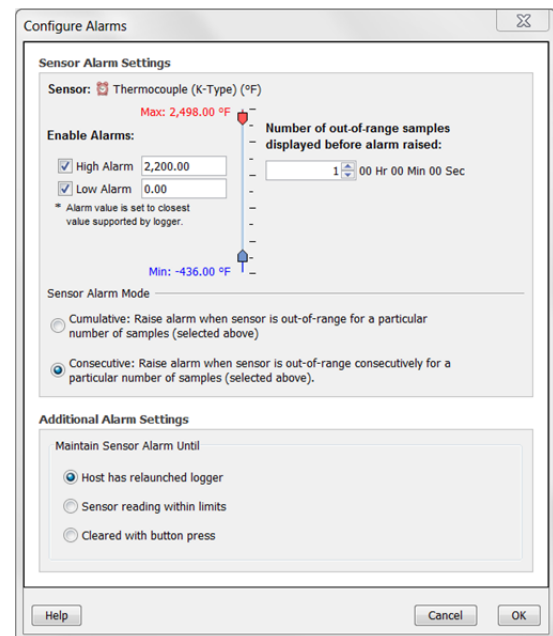 Configure Alarms
Sensor Alarm Settings
Sensor: Thermocouple (K-Type) (°F)
Max: 2,498.00 °F
Enable Alarms:
High Alarm 2,200.00
Low Alarm 0.00
* Alarm value is set to closest
value supported by logger.
Min: -436.00 °F
Number of out-of-range samples
displayed before alarm raised:
1 00 Hr 00 Min 00 Sec
Sensor Alarm Mode
Cumulative: Raise alarm when sensor is out-of-range for a particular
number of samples (selected above)
Consecutive: Raise alarm when sensor is out-of-range consecutively for a
particular number of samples (selected above).
Additional Alarm Settings
Maintain Sensor Alarm Until
Host has relaunched logger
Sensor reading within limits
Cleared with button press
Help
Cancel
OK